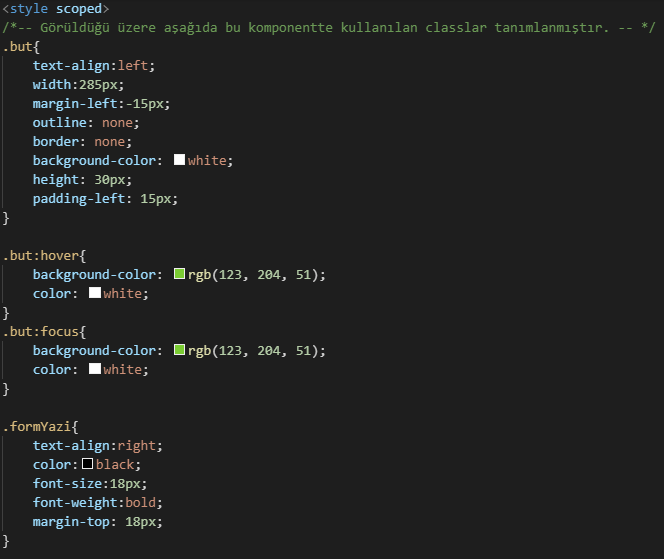 <style scoped>
/*-- Görüldüğü üzere aşağıda bu komponentte kullanılan classlar tanımlanmıştır. -- */
.but{
    text-align:left;
    width:285px;
    margin-left:-15px;
    outline: none;
    border: none;
    background-color: white;
    height: 30px;
    padding-left: 15px;
}

.but:hover{
    background-color: rgb(123, 204, 51);
    color: white;
}
.but:focus{
    background-color: rgb(123, 204, 51);
    color: white;
}

.formYazi{
    text-align:right;
    color:black;
    font-size:18px;
    font-weight:bold;
    margin-top: 18px;
}